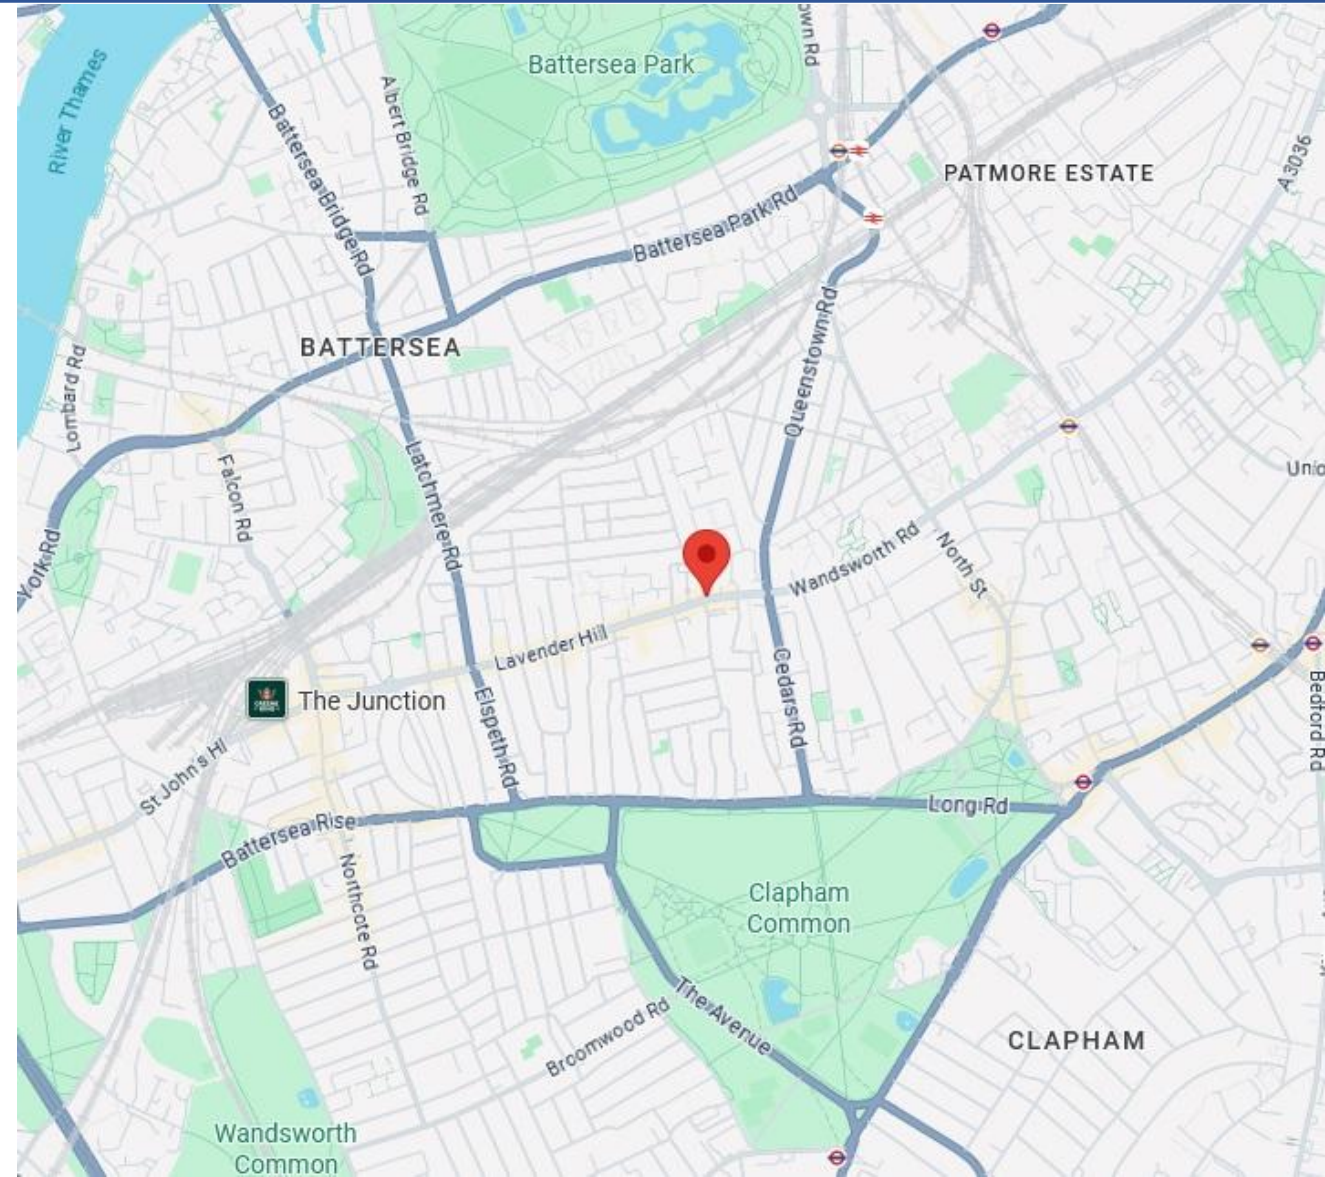 River Thames
Battersea Bridge Rd
Albert Bridge Rd
Battersea Park
own Rd
PATMORE ESTATE
A3036
Battersea Park Rd
BATTERSEA
Lombard Rd
Queenstown Rd
Falcon Rd
Latchmere Rd
York Rd
Wandsworth Rd
North St
Lavender Hill
The Junction
Elspeth Rd
Cedars Rd
Bedford Rd
St John's Hl
Battersea Rise
Long Rd
Northcote Rd
Clapham
Common
The Avenue
Broomwood Rd
CLAPHAM
Wandsworth
Common